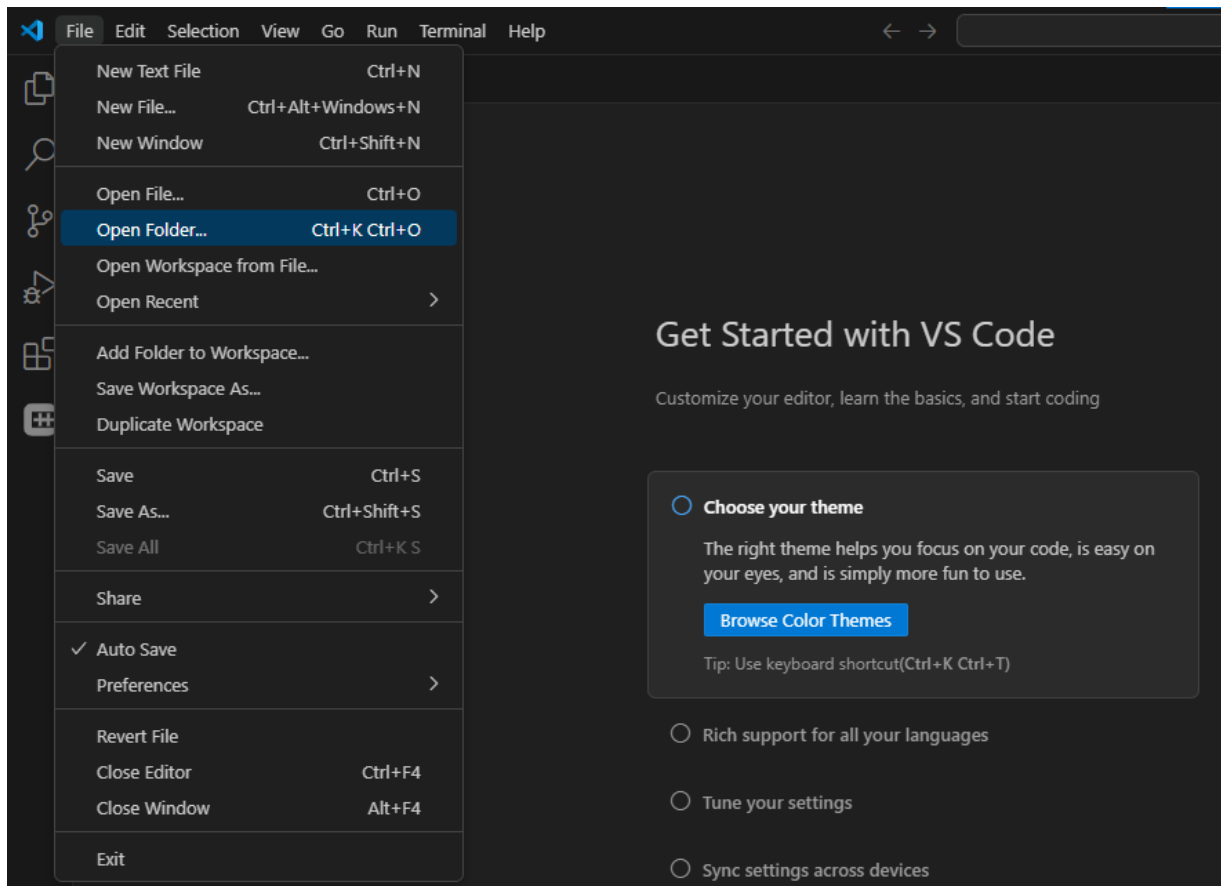 File Edit Selection View Go Run Terminal Help
New Text File Ctrl+N
New File... Ctrl+Alt+Windows+N
New Window Ctrl+Shift+N
Open File... Ctrl+O
Open Folder... Ctrl+K Ctrl+O
Open Workspace from File...
Open Recent
Add Folder to Workspace...
Save Workspace As...
Duplicate Workspace
Save Ctrl+S
Save As... Ctrl+Shift+S
Save All Ctrl+K S
Share
Auto Save
Preferences
Revert File
Close Editor Ctrl+F4
Close Window Alt+F4
Exit
Get Started with VS Code
Customize your editor, learn the basics, and start coding
Choose your theme
The right theme helps you focus on your code, is easy on
your eyes, and is simply more fun to use.
Browse Color Themes
Tip: Use keyboard shortcut(Ctrl+K Ctrl+T)
Rich support for all your languages
Tune your settings
Sync settings across devices